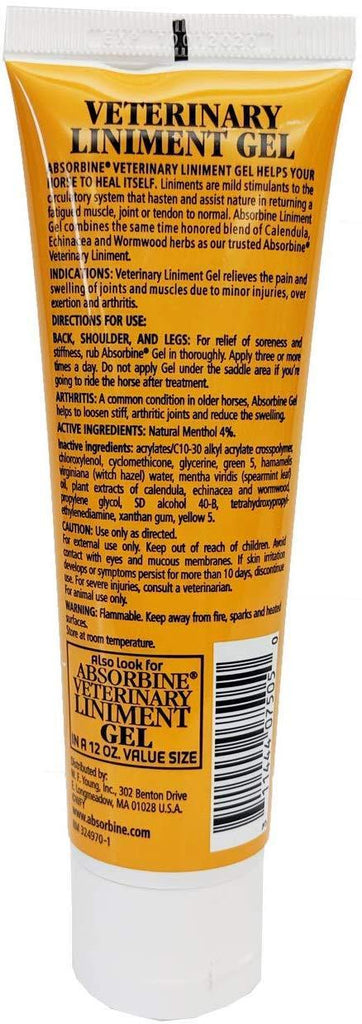 VETERINARY
LINIMENT GEL
ABSORBINE® VETERINARY LINIMENT GEL HELPS YOUR
HORSE TO HEAL ITSELF. Liniments are mild stimulants to the
circulatory system that hasten and assist nature in returning a
fatigued muscle, joint or tendon to normal. Absorbine Liniment
Gel combines the same time honored blend of Calendula,
Echinacea and Wormwood herbs as our trusted Absorbine®
Veterinary Liniment.
INDICATIONS: Veterinary Liniment Gel relieves the pain and
swelling of joints and muscles due to minor injuries, over
exertion and arthritis.
DIRECTIONS FOR USE:
BACK, SHOULDER, AND LEGS: For relief of soreness and
stiffness, rub Absorbine® Gel in thoroughly. Apply three or more
times a day. Do not apply Gel under the saddle area if you're
going to ride the horse after treatment.
ARTHRITIS: A common condition in older horses, Absorbine Gel
helps to loosen stiff, arthritic joints and reduce the swelling.
ACTIVE INGREDIENTS: Natural Menthol 4%.
Inactive ingredients: acrylates/C10-30 alkyl acrylate crosspolymer,
chloroxylenol, cyclomethicone, glycerine, green 5, hamamelis
virginiana (witch hazel) water, mentha viridis (spearmint leaf)
oil, plant extracts of calendula, echinacea and wormwood,
propylene glycol, SD alcohol 40-B, tetrahydroxypropyl-
ethylenediamine, xanthan gum, yellow 5.
CAUTION: Use only as directed.
For external use only. Keep out of reach of children. Avoid
contact with eyes and mucous membranes. If skin irritation
develops or symptoms persist for more than 10 days, discontinue
use. For severe injuries, consult a veterinarian.
For animal use only.
WARNING: Flammable. Keep away from fire, sparks and heated
surfaces.
Store at room temperature.
Also look for
ABSORBINE®
VETERINARY
LINIMENT
GEL
IN A 12 OZ. VALUE SIZE
Distributed by:
W. F. Young, Inc., 302 Benton Drive
E. Longmeadow, MA 01028 U.S.A.
www.absorbine.com
NM 324970-1
3 11444 07505 0